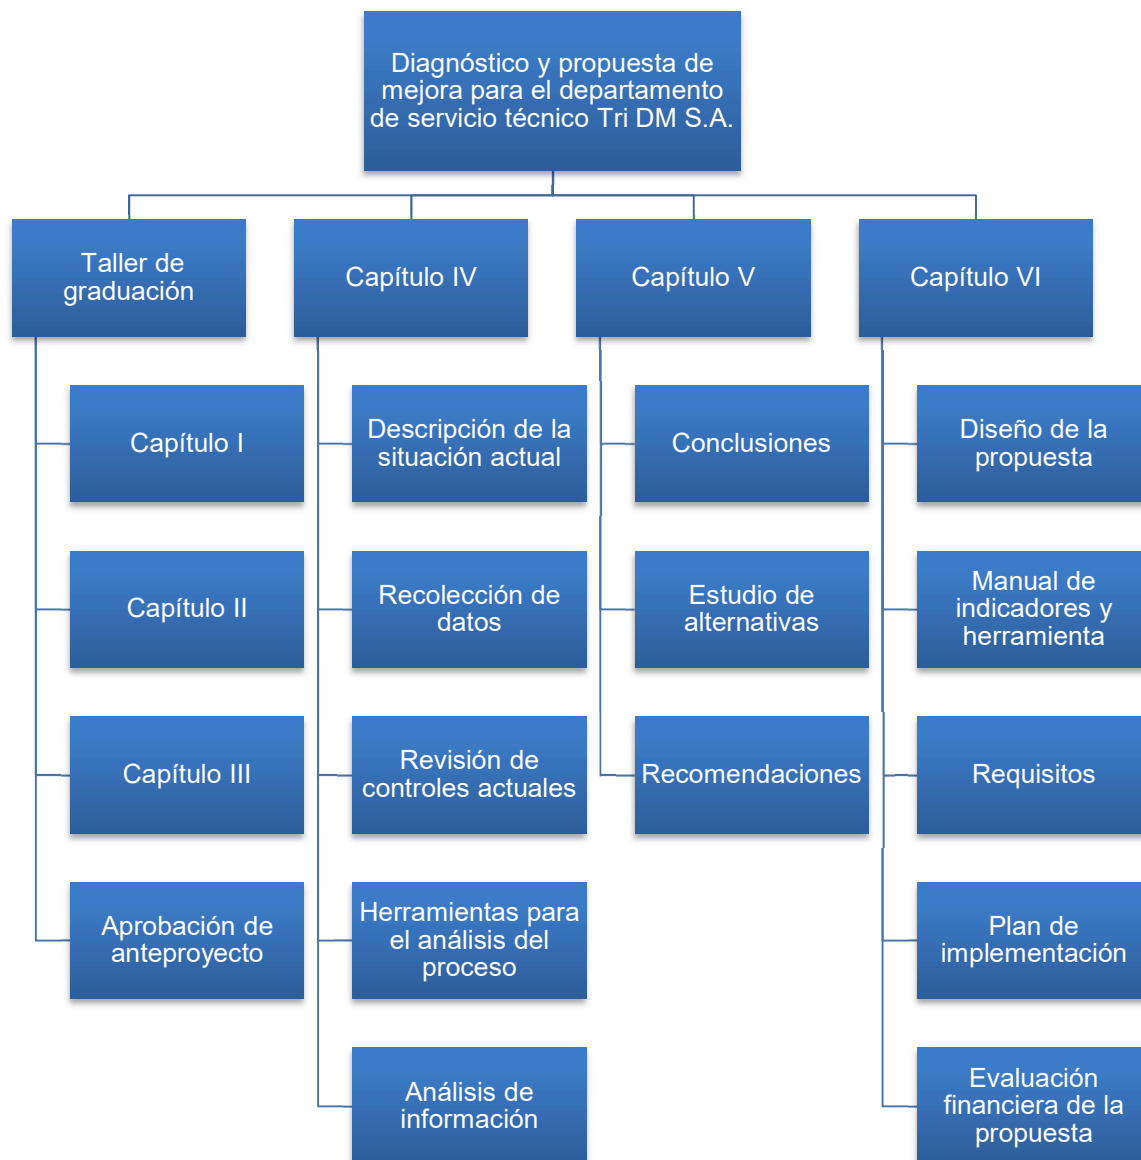 Diagnóstico y propuesta de
mejora para el departamento
de servicio técnico Tri DM S.A.
Taller de
graduación
Capítulo I
Capítulo II
Capítulo III
Aprobación de
anteproyecto
Capítulo IV
Descripción de la
situación actual
Recolección de
datos
Revisión de
controles actuales
Herramientas para
el análisis del
proceso
Análisis de
información
Capítulo V
Conclusiones
Estudio de
alternativas
Recomendaciones
Capítulo VI
Diseño de la
propuesta
Manual de
indicadores y
herramienta
Requisitos
Plan de
implementación
Evaluación
financiera de la
propuesta